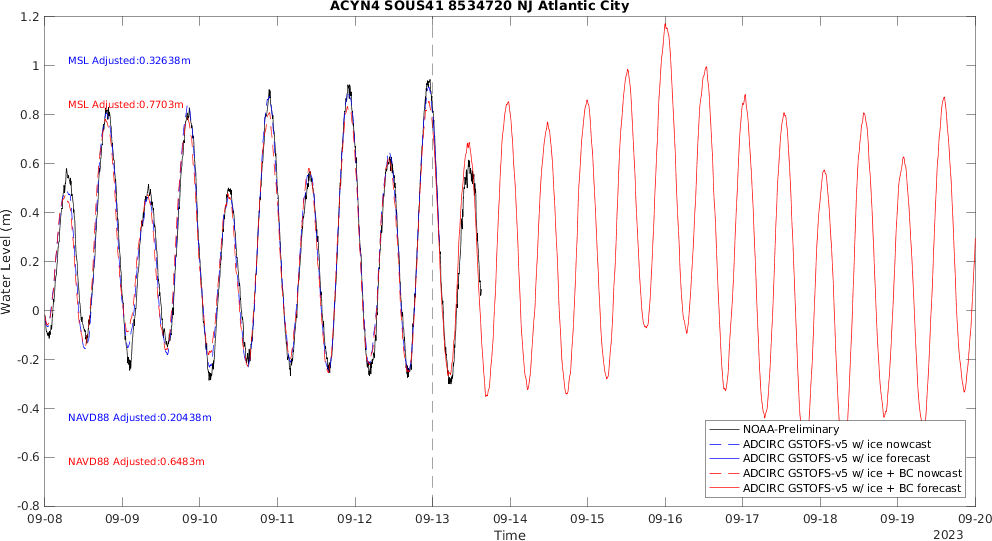 ACYN4 SOUS41 8534720 NJ Atlantic City
1.2
1
0.8
0.6
0.4
0.2
0
-0.2
-0.4
-0.6
-0.8
Water Level (m)
MSL Adjusted:0.32638m
MSL Adjusted:0.7703m
NAVD88 Adjusted:0.20438m
NAVD88 Adjusted:0.6483m
NOAA-Preliminary
ADCIRC GSTOFS-v5 w/ ice nowcast
ADCIRC GSTOFS-v5 w/ ice forecast
ADCIRC GSTOFS-v5 w/ ice + BC nowcast
ADCIRC GSTOFS-v5 w/ ice + BC forecast
09-08 09-09 09-10 09-11 09-12 09-13 09-14 09-15 09-16 09-17 09-18 09-19 09-20
Time
2023